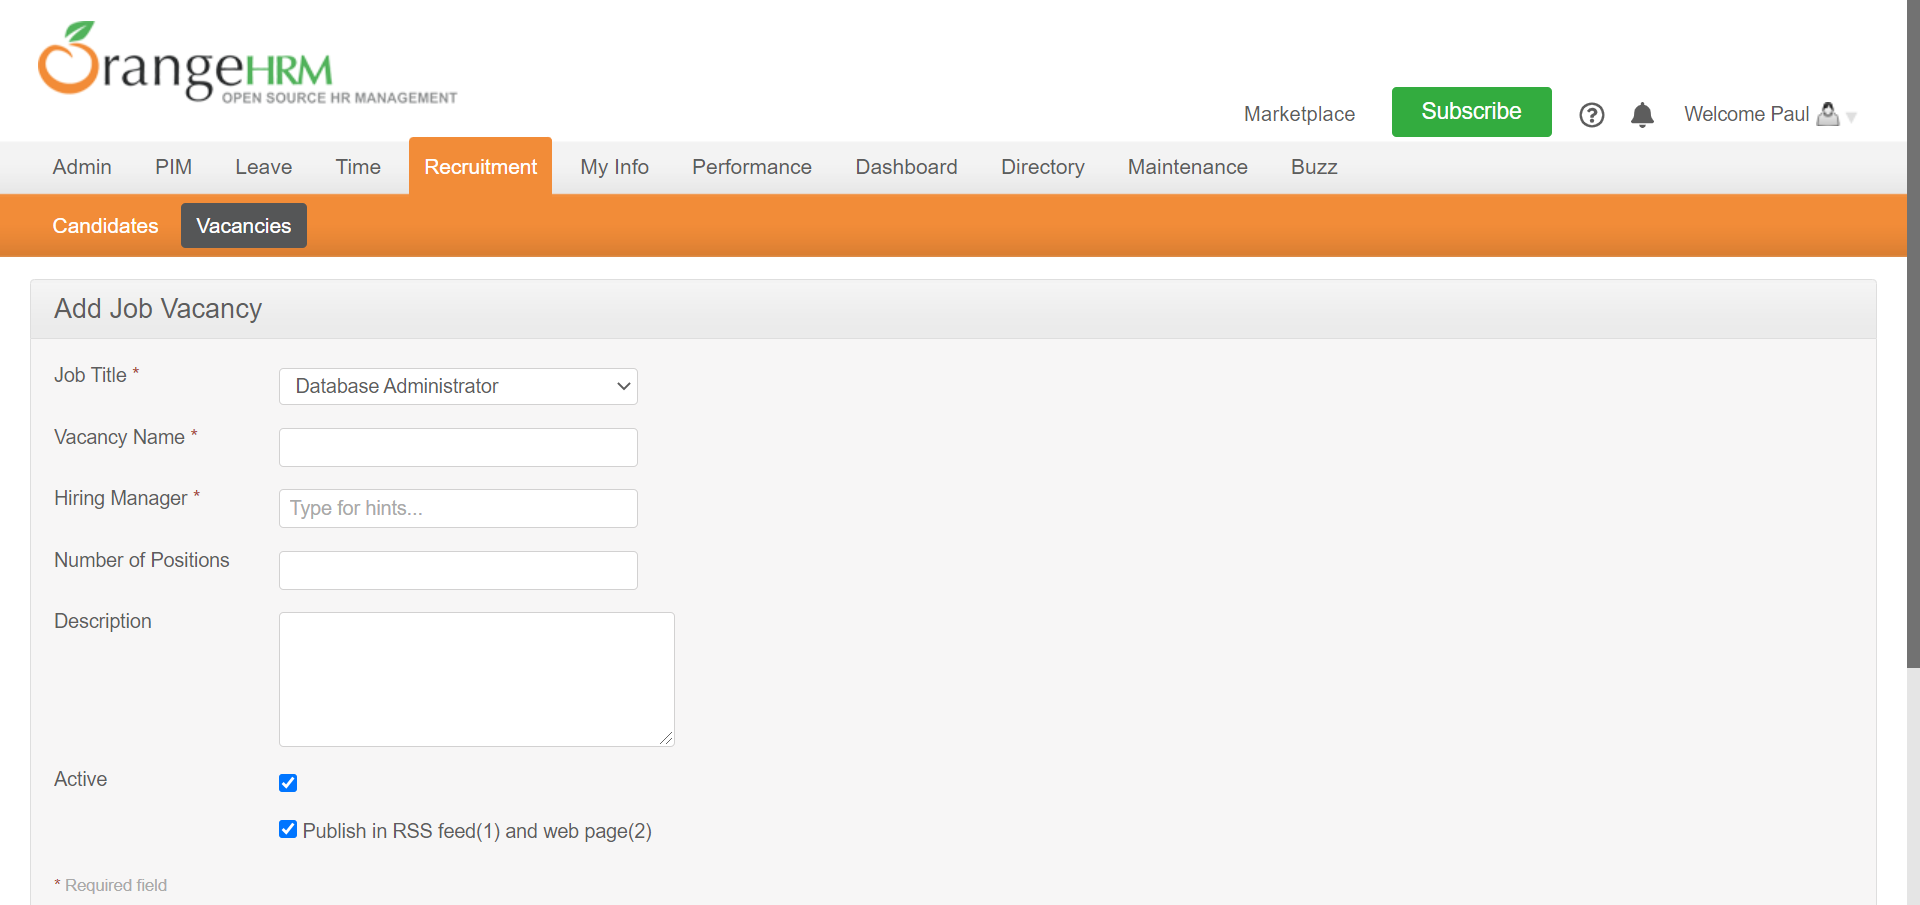 OrangeHRM
OPEN SOURCE HR MANAGEMENT
Marketplace
Subscribe
?
Welcome Paul
Admin PIM Leave Time Recruitment My Info Performance Dashboard Directory Maintenance Buzz
Candidates Vacancies
Add Job Vacancy
Job Title *
Database Administrator
Vacancy Name *
Hiring Manager *
Type for hints...
Number of Positions
Description
Active
Publish in RSS feed(1) and web page(2)
* Required field